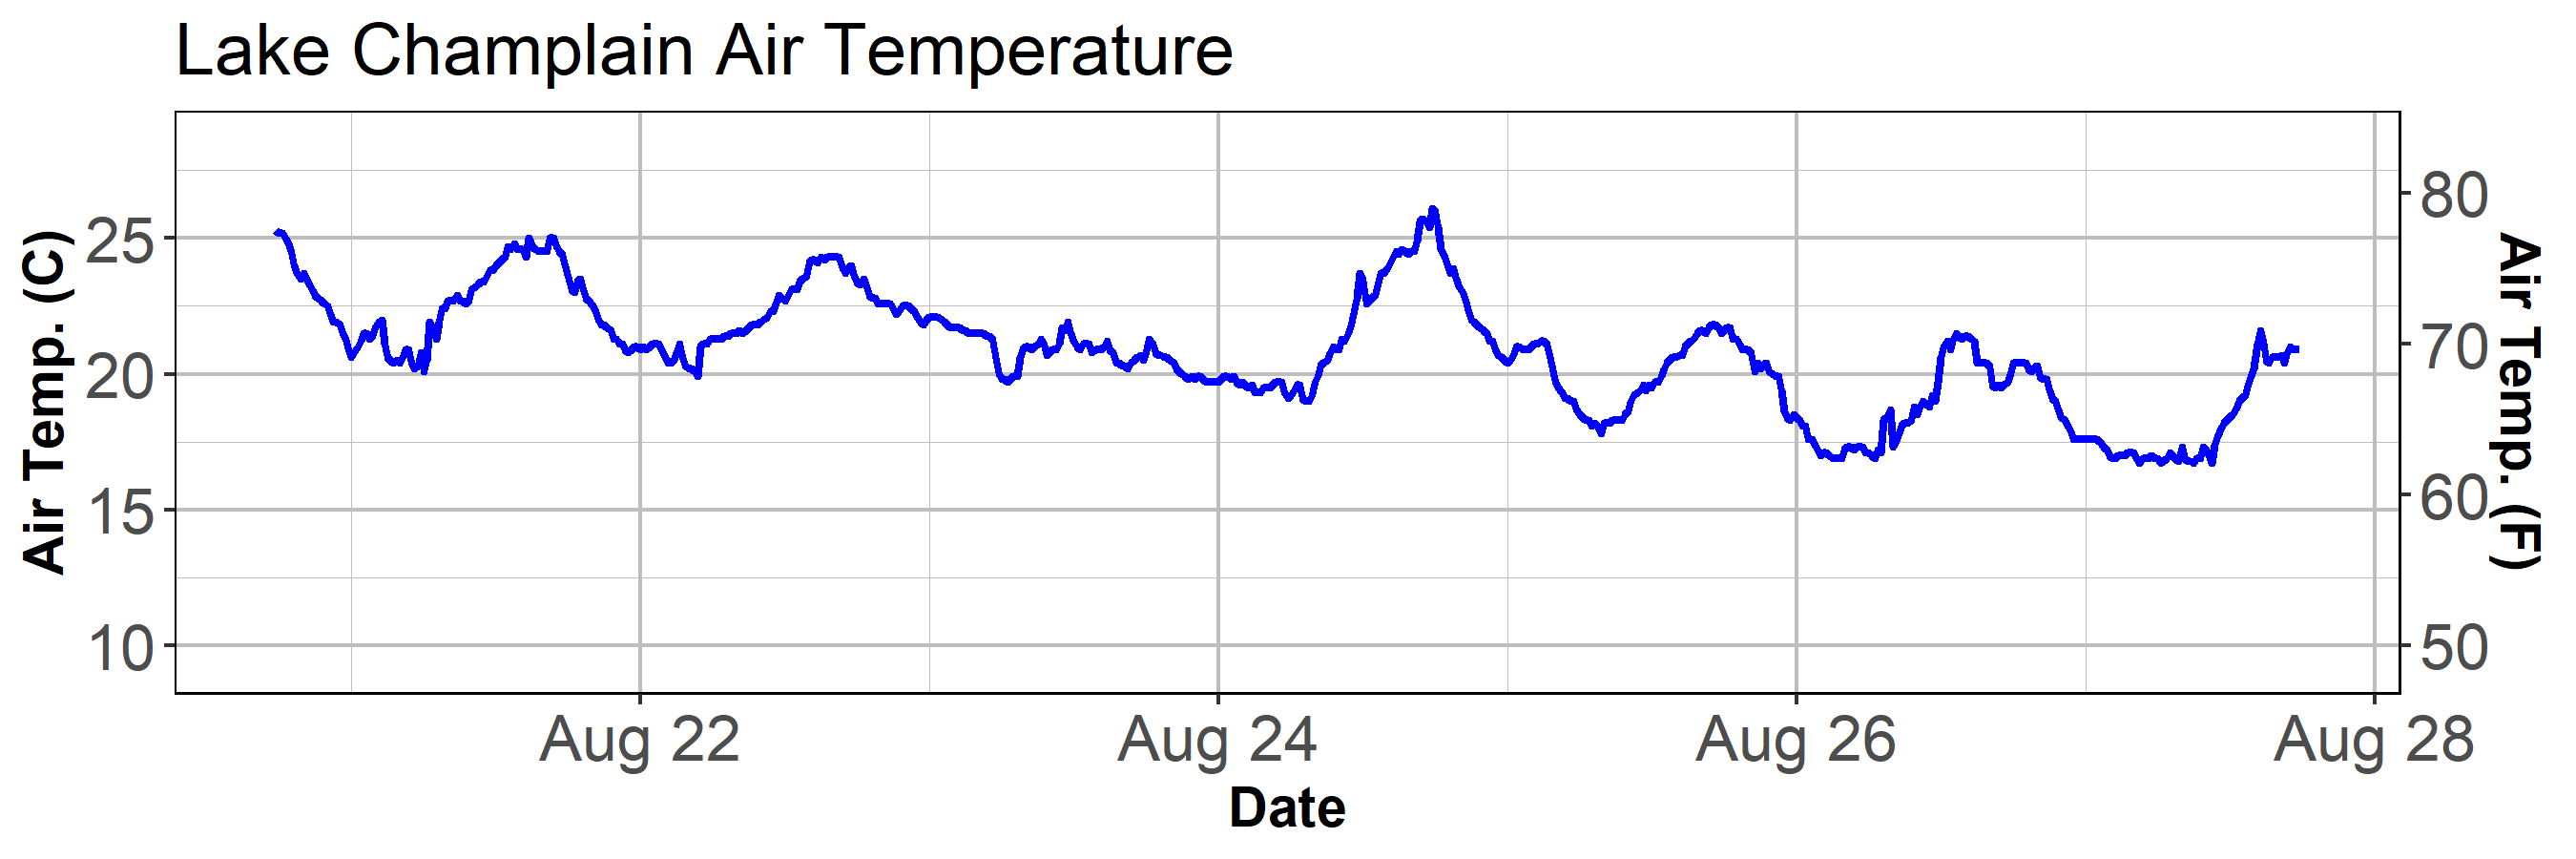 Lake Champlain Air Temperature
Air Temp. (C)
25
20
15
10
80
70
60
50
Air Temp. (F)
Aug 22
Aug 24
Aug 26
Aug 28
Date